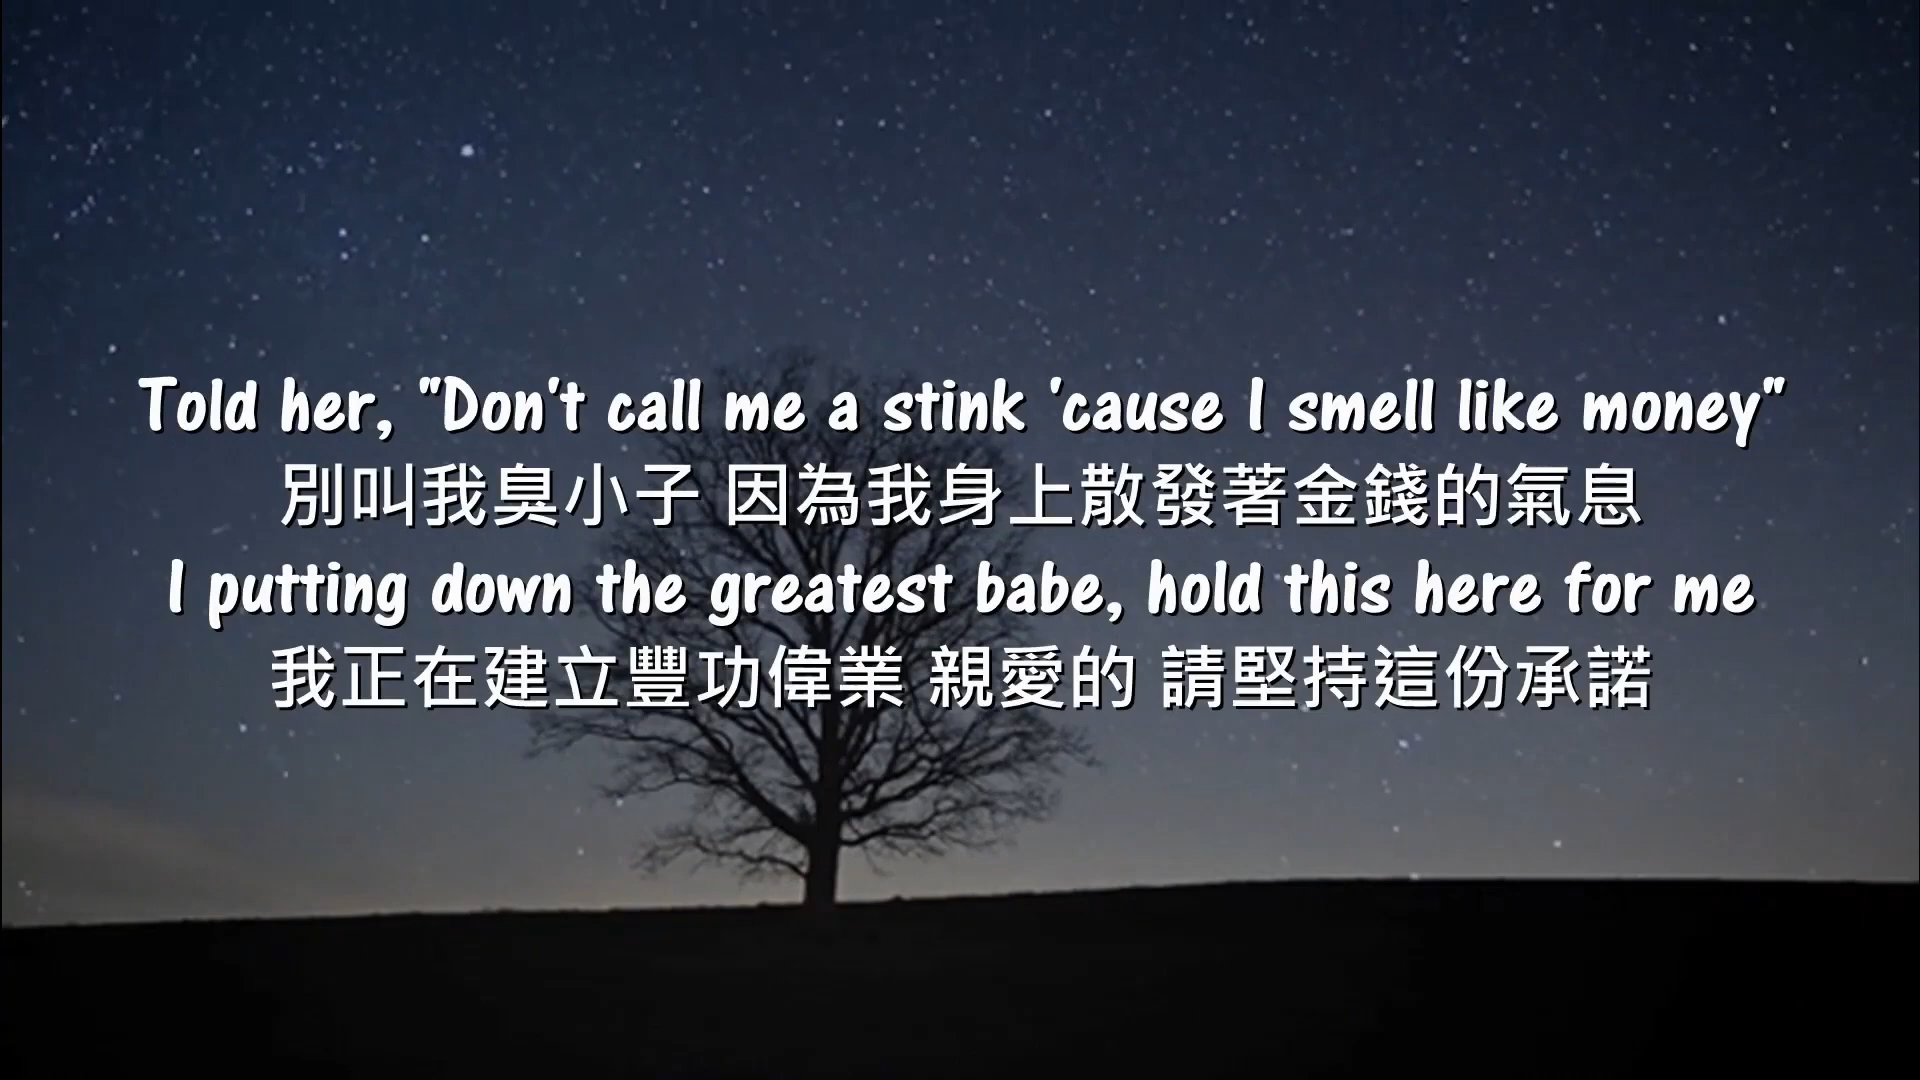 Told her, "Don't call me a stink 'cause I smell like money"
別叫我臭小子 因為我身上散發著金錢的氣息
I putting down the greatest babe, hold this here for me
我正在建立豐功偉業 親愛的 請堅持這份承諾